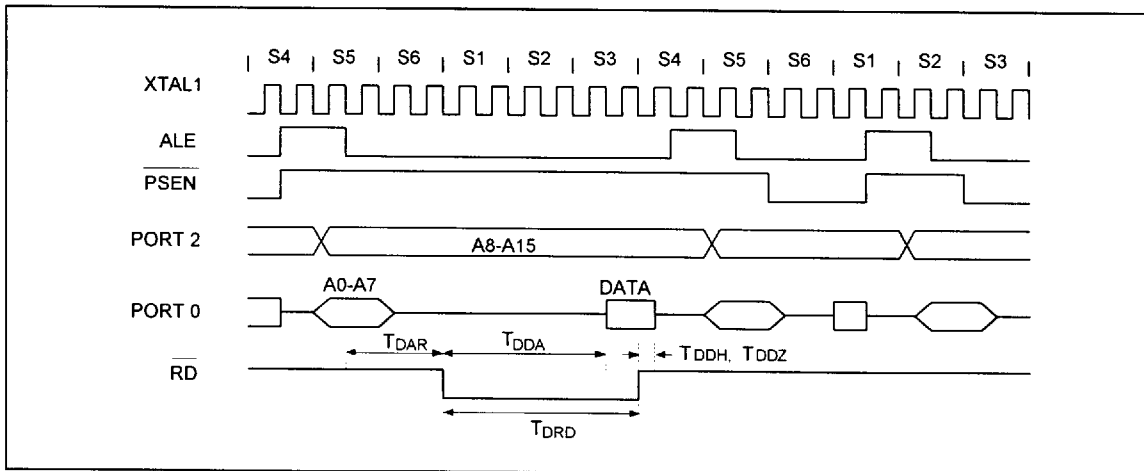 S4 S5 S6 S1 S2 S3 S4 S5 S6 S1 S2 S3
XTAL1
ALE
PSEN
PORT 2
A8-A15
A0-A7
DATA
PORT 0
TDAR
TDDA
TDDH, TDDZ
RD
TDRD